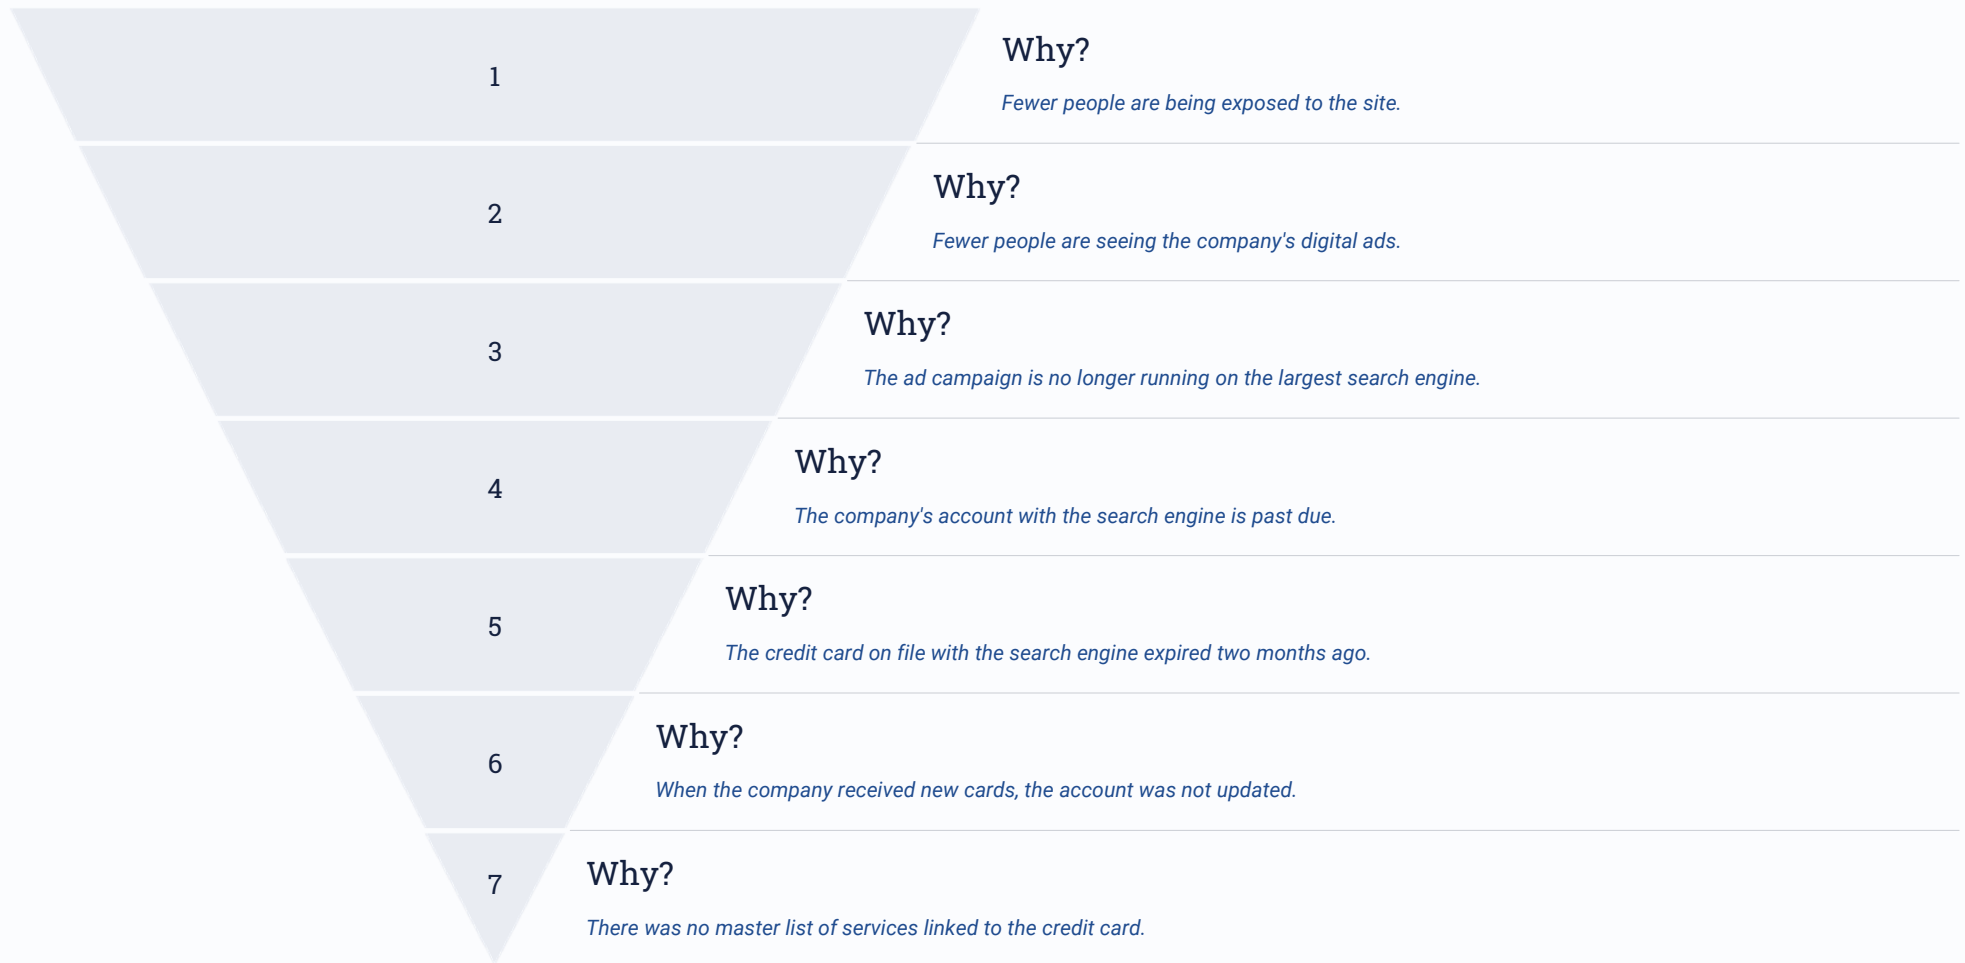 1
Why?
Fewer people are being exposed to the site.
2
Why?
Fewer people are seeing the company's digital ads.
3
Why?
The ad campaign is no longer running on the largest search engine.
4
Why?
The company's account with the search engine is past due.
5
Why?
The credit card on file with the search engine expired two months ago.
6
Why?
When the company received new cards, the account was not updated.
7
Why?
There was no master list of services linked to the credit card.